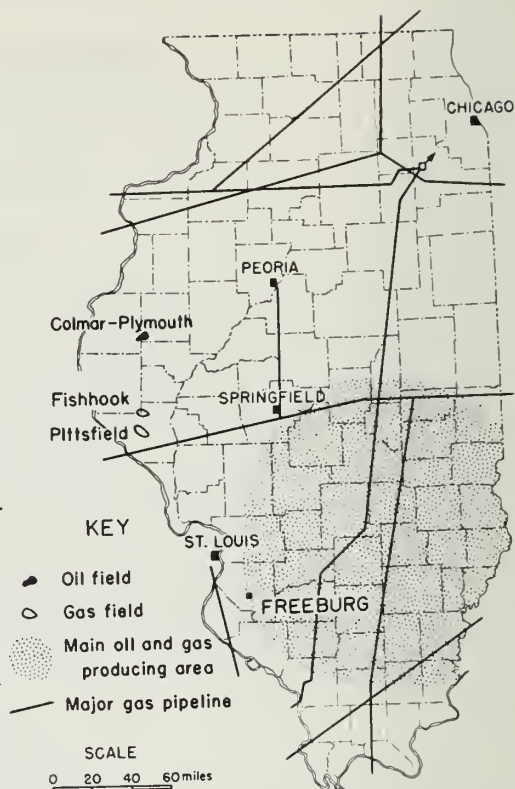 CHICAGO
PEORIA
Colmar-Plymouth
Fishhook
SPRINGFIELD
Pittsfield
KEY
ST. LOUIS
Oil field
FREEBURG
Gas field
Main oil and gas
producing area
Major gas pipeline
SCALE
0 20 40 60 miles